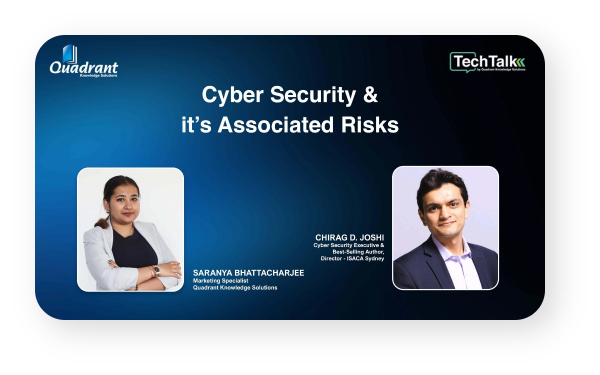 Quadrant
Knowledge Solutions
TechTalk
by Quadrant Knowledge Solutions
Cyber Security &
it's Associated Risks
CHIRAG D. JOSHI
Cyber Security Executive &
Best-Selling Author,
Director - ISACA Sydney
SARANYA BHATTACHARJEE
Marketing Specialist
Quadrant Knowledge Solutions